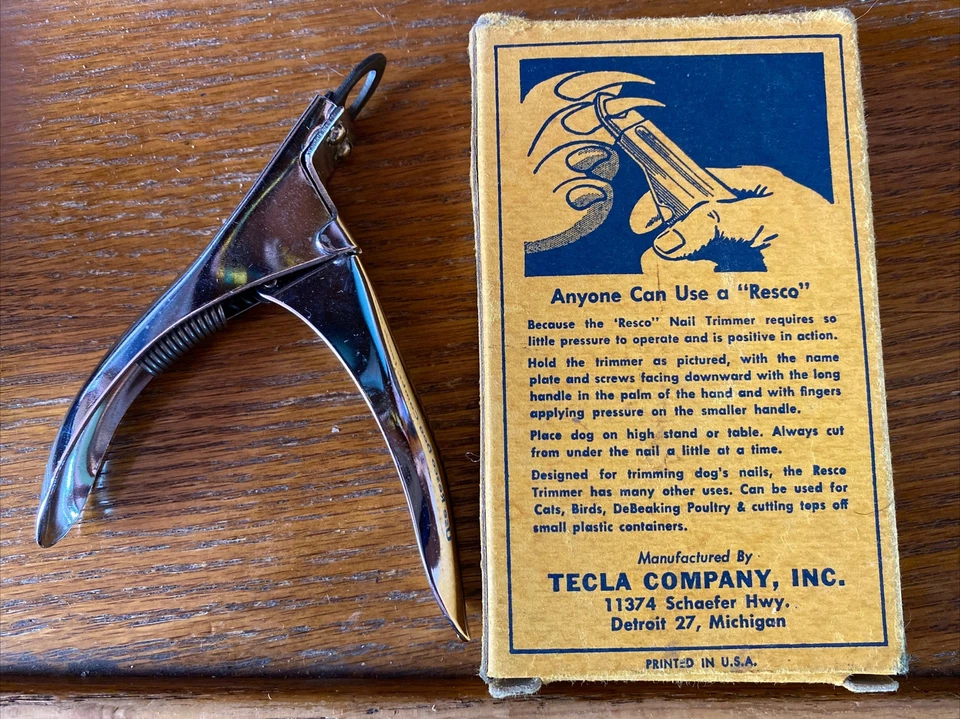 Anyone Can Use a "Resco"
Because the 'Resco" Nail Trimmer requires so
little pressure to operate and is positive in action.
Hold the trimmer as pictured, with the name
plate and screws facing downward with the long
handle in the palm of the hand and with fingers
applying pressure on the smaller handle.
Place dog on high stand or table. Always cut
from under the nail a little at a time.
Designed for trimming dog's nails, the Resco
Trimmer has many other uses. Can be used for
Cats, Birds, DeBeaking Poultry & cutting tops off
small plastic containers.
Manufactured By
TECLA COMPANY, INC.
11374 Schaefer Hwy.
Detroit 27, Michigan
PRINTED IN U.S.A.